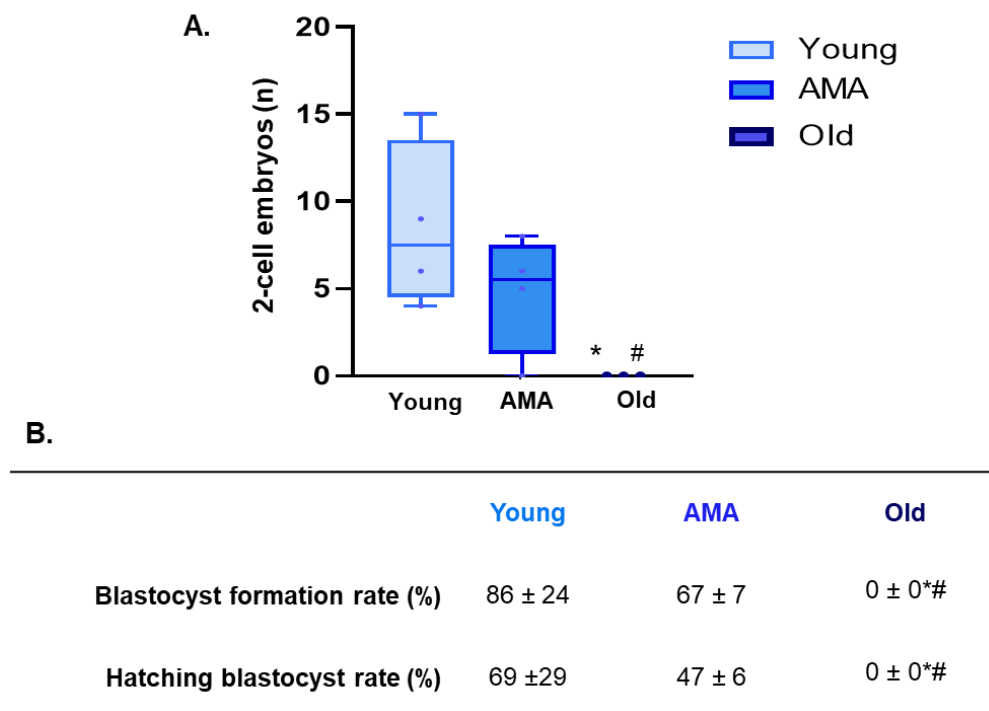 A.
20
15
10
5
0
2-cell embryos (n)
Young
AMA
Old
* #
Young AMA Old
B.
Young AMA Old
Blastocyst formation rate (%) 86 ± 24 67 ± 7 0 ± 0*#
Hatching blastocyst rate (%) 69 ±29 47 ± 6 0 ± 0*#